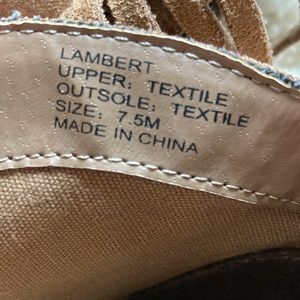 LAMBERT
UPPER: TEXTILE
OUTSOLE: TEXTILE
SIZE: 7.5M
MADE IN CHINA